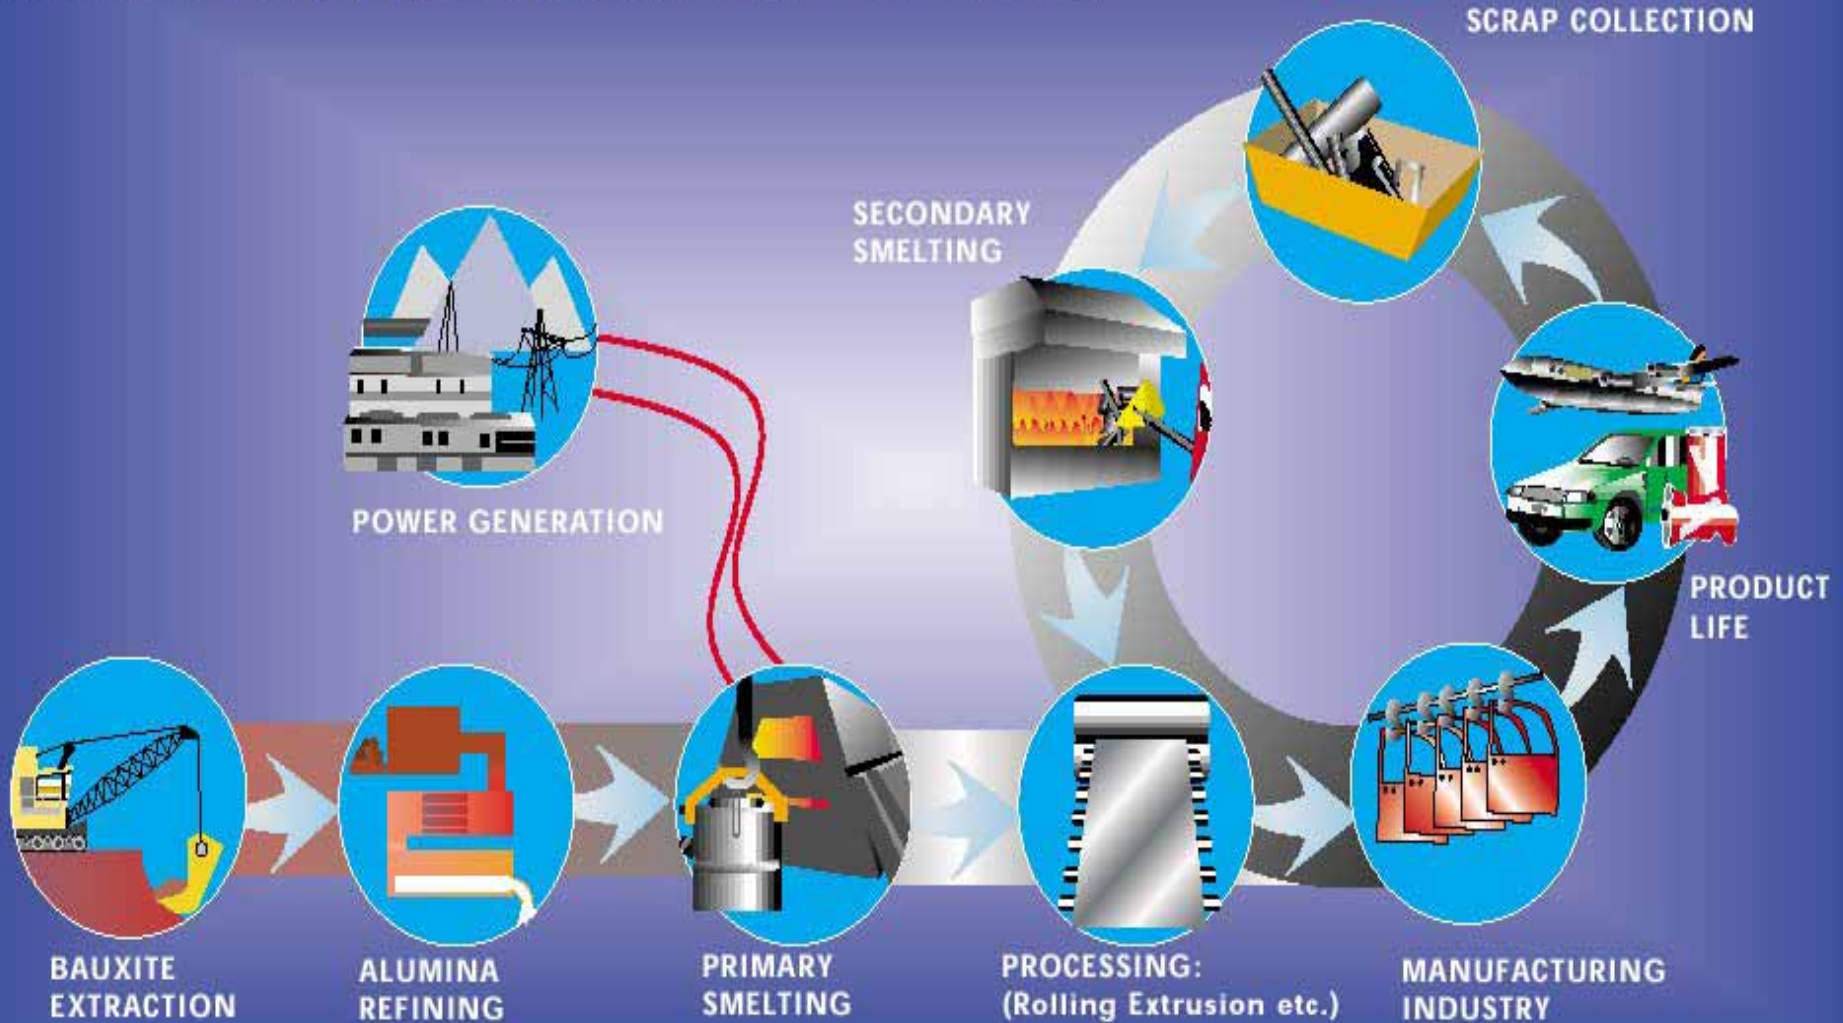 SCRAP COLLECTION
SECONDARY
SMELTING
POWER GENERATION
PRODUCT
LIFE
BAUXITE
EXTRACTION
ALUMINA
REFINING
PRIMARY
SMELTING
PROCESSING:
(Rolling Extrusion etc.)
MANUFACTURING
INDUSTRY